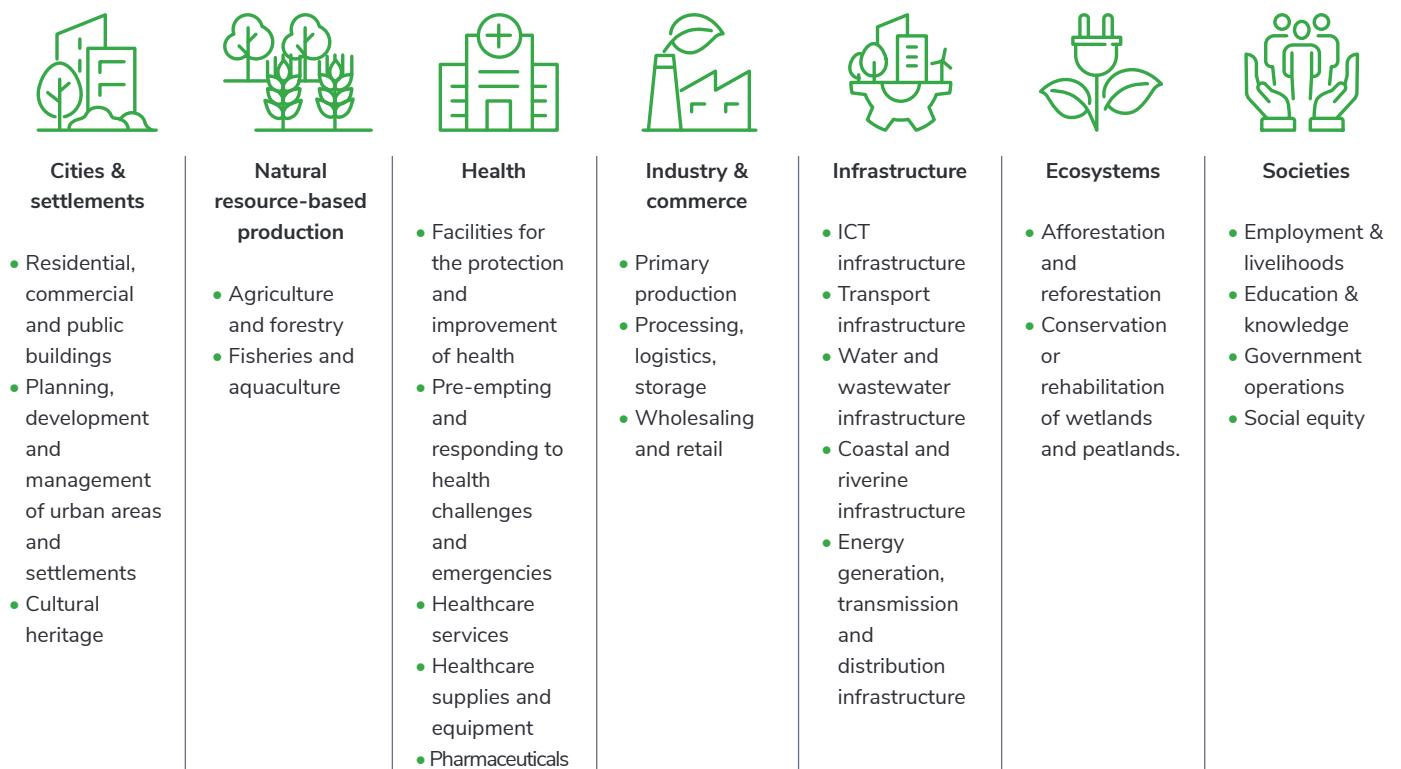 Cities &
settlements
• Residential,
commercial
and public
buildings
• Planning,
development
and
management
of urban areas
and
settlements
• Cultural
heritage
Natural
resource-based
production
• Agriculture
and forestry
• Fisheries and
aquaculture
Health
• Facilities for
the protection
and
improvement
of health
• Pre-empting
and
responding to
health
challenges
and
emergencies
• Healthcare
services
• Healthcare
supplies and
equipment
• Pharmaceuticals
Industry &
commerce
• Primary
production
• Processing,
logistics,
storage
• Wholesaling
and retail
Infrastructure
• ICT
infrastructure
• Transport
infrastructure
• Water and
wastewater
infrastructure
• Coastal and
riverine
infrastructure
• Energy
generation,
transmission
and
distribution
infrastructure
Ecosystems
• Afforestation
and
reforestation
• Conservation
or
rehabilitation
of wetlands
and peatlands.
Societies
• Employment &
livelihoods
• Education &
knowledge
• Government
operations
• Social equity